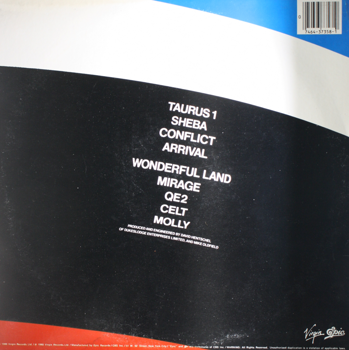 TAURUS 1
SHEBA
CONFLICT
ARRIVAL
WONDERFUL LAND
MIRAGE
QE2
CELT
MOLLY
PRODUCED AND ENGINEERED BY DAVID HENTSCHEL
OF DUKESLODGE ENTERPRISES LIMITED, AND MIKE OLDFIELD
Virgin Epic